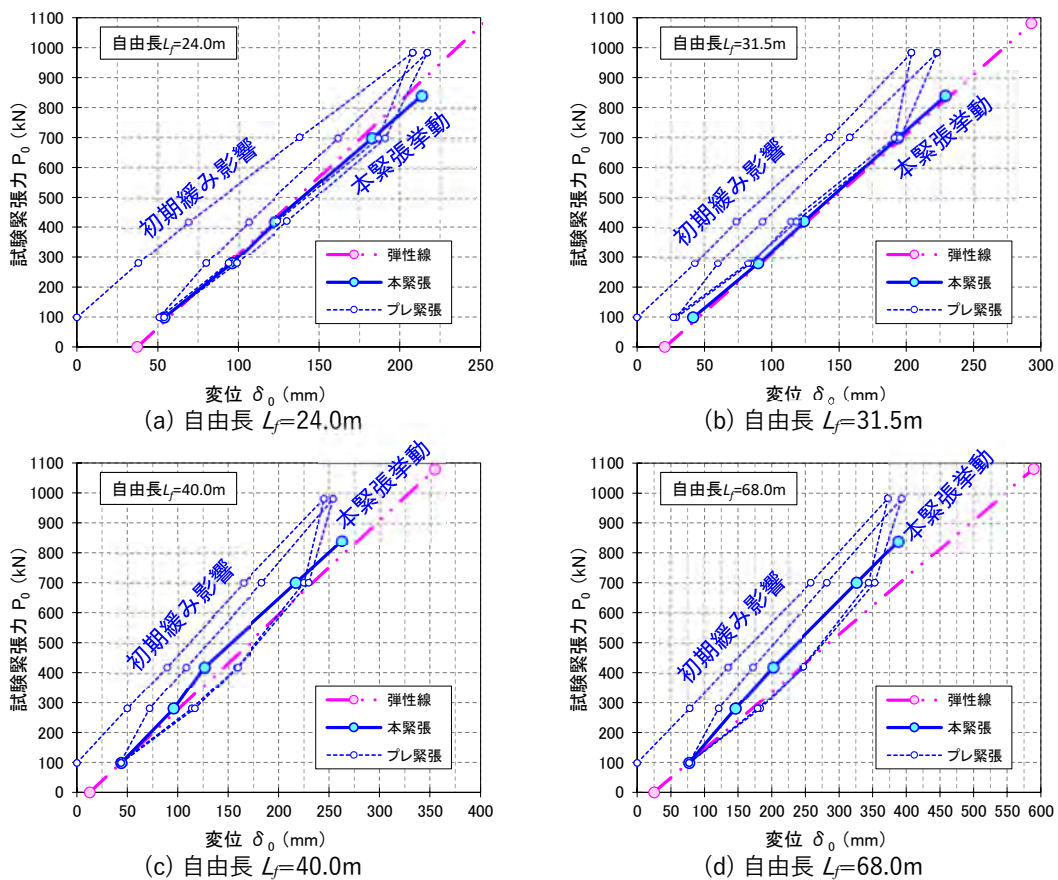 1100
1000
900
800
700
600
500
400
300
200
100
0
試験緊張力 P₀ (kN)
自由長Lf=24.0m
初期緩み影響
本緊張挙動
弾性線
本緊張
プレ緊張
0 50 100 150 200 250
変位 δ₀ (mm)
(a) 自由長 Lf=24.0m
1100
1000
900
800
700
600
500
400
300
200
100
0
試験緊張力 P₀ (kN)
自由長Lf=31.5m
初期緩み影響
本緊張挙動
弾性線
本緊張
プレ緊張
0 50 100 150 200 250 300
変位 δ₀ (mm)
(b) 自由長 Lf=31.5m
1100
1000
900
800
700
600
500
400
300
200
100
0
試験緊張力 P₀ (kN)
自由長Lf=40.0m
初期緩み影響
本緊張挙動
弾性線
本緊張
プレ緊張
0 50 100 150 200 250 300 350 400
変位 δ₀ (mm)
(c) 自由長 Lf=40.0m
1100
1000
900
800
700
600
500
400
300
200
100
0
試験緊張力 P₀ (kN)
自由長Lf=68.0m
初期緩み影響
本緊張挙動
弾性線
本緊張
プレ緊張
0 50 100 150 200 250 300 350 400 450 500 550 600
変位 δ₀ (mm)
(d) 自由長 Lf=68.0m